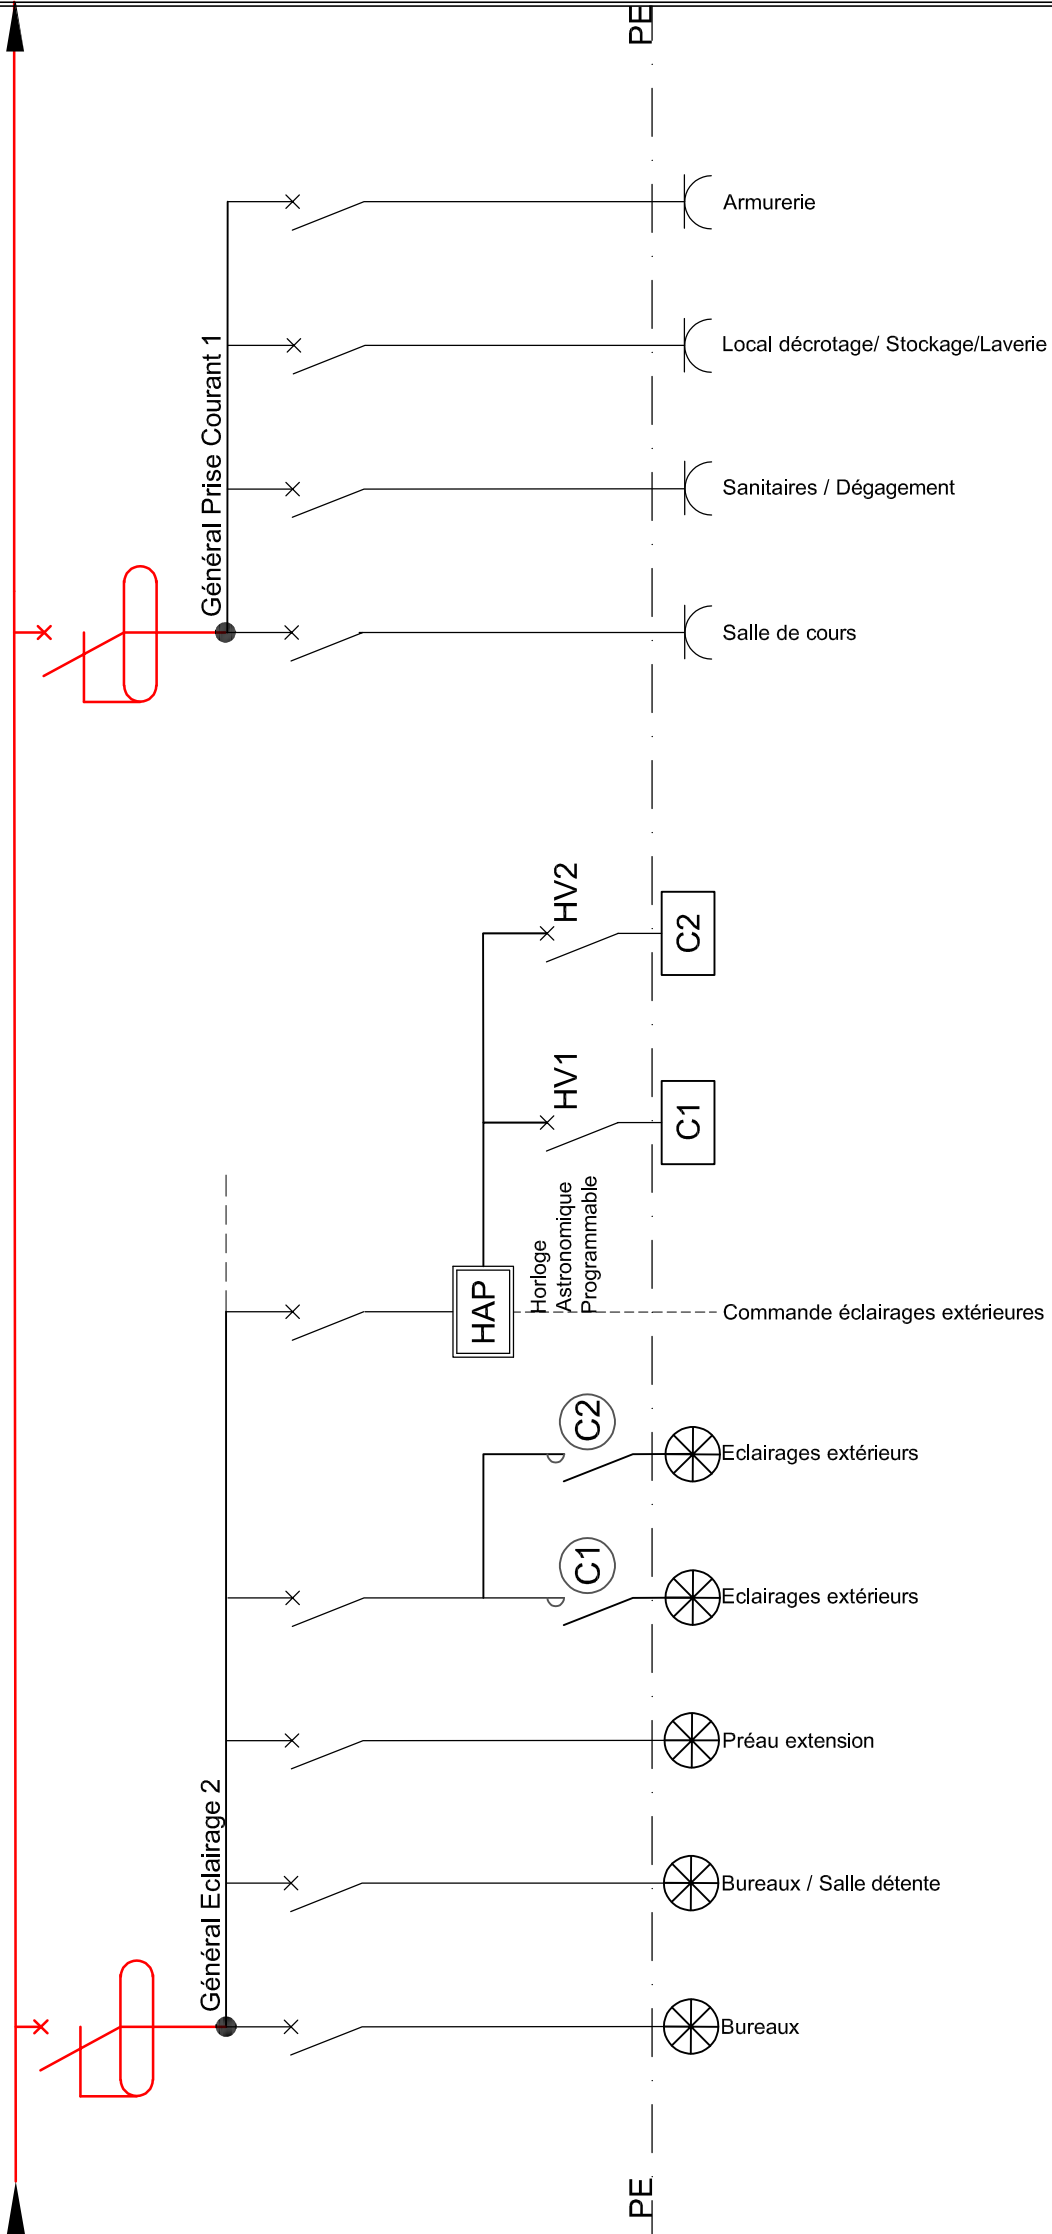 PE
Armurerie
Local décrotage/ Stockage/Laverie
Général Prise Courant 1
Sanitaires / Dégagement
Salle de cours
HV2
C2
HV1
C1
Horloge
Astronomique
Programmable
HAP
Commande éclairages extérieures
C2
Eclairages extérieurs
C1
Eclairages extérieurs
Préau extension
Général Eclairage 2
Bureaux / Salle détente
Bureaux
PE